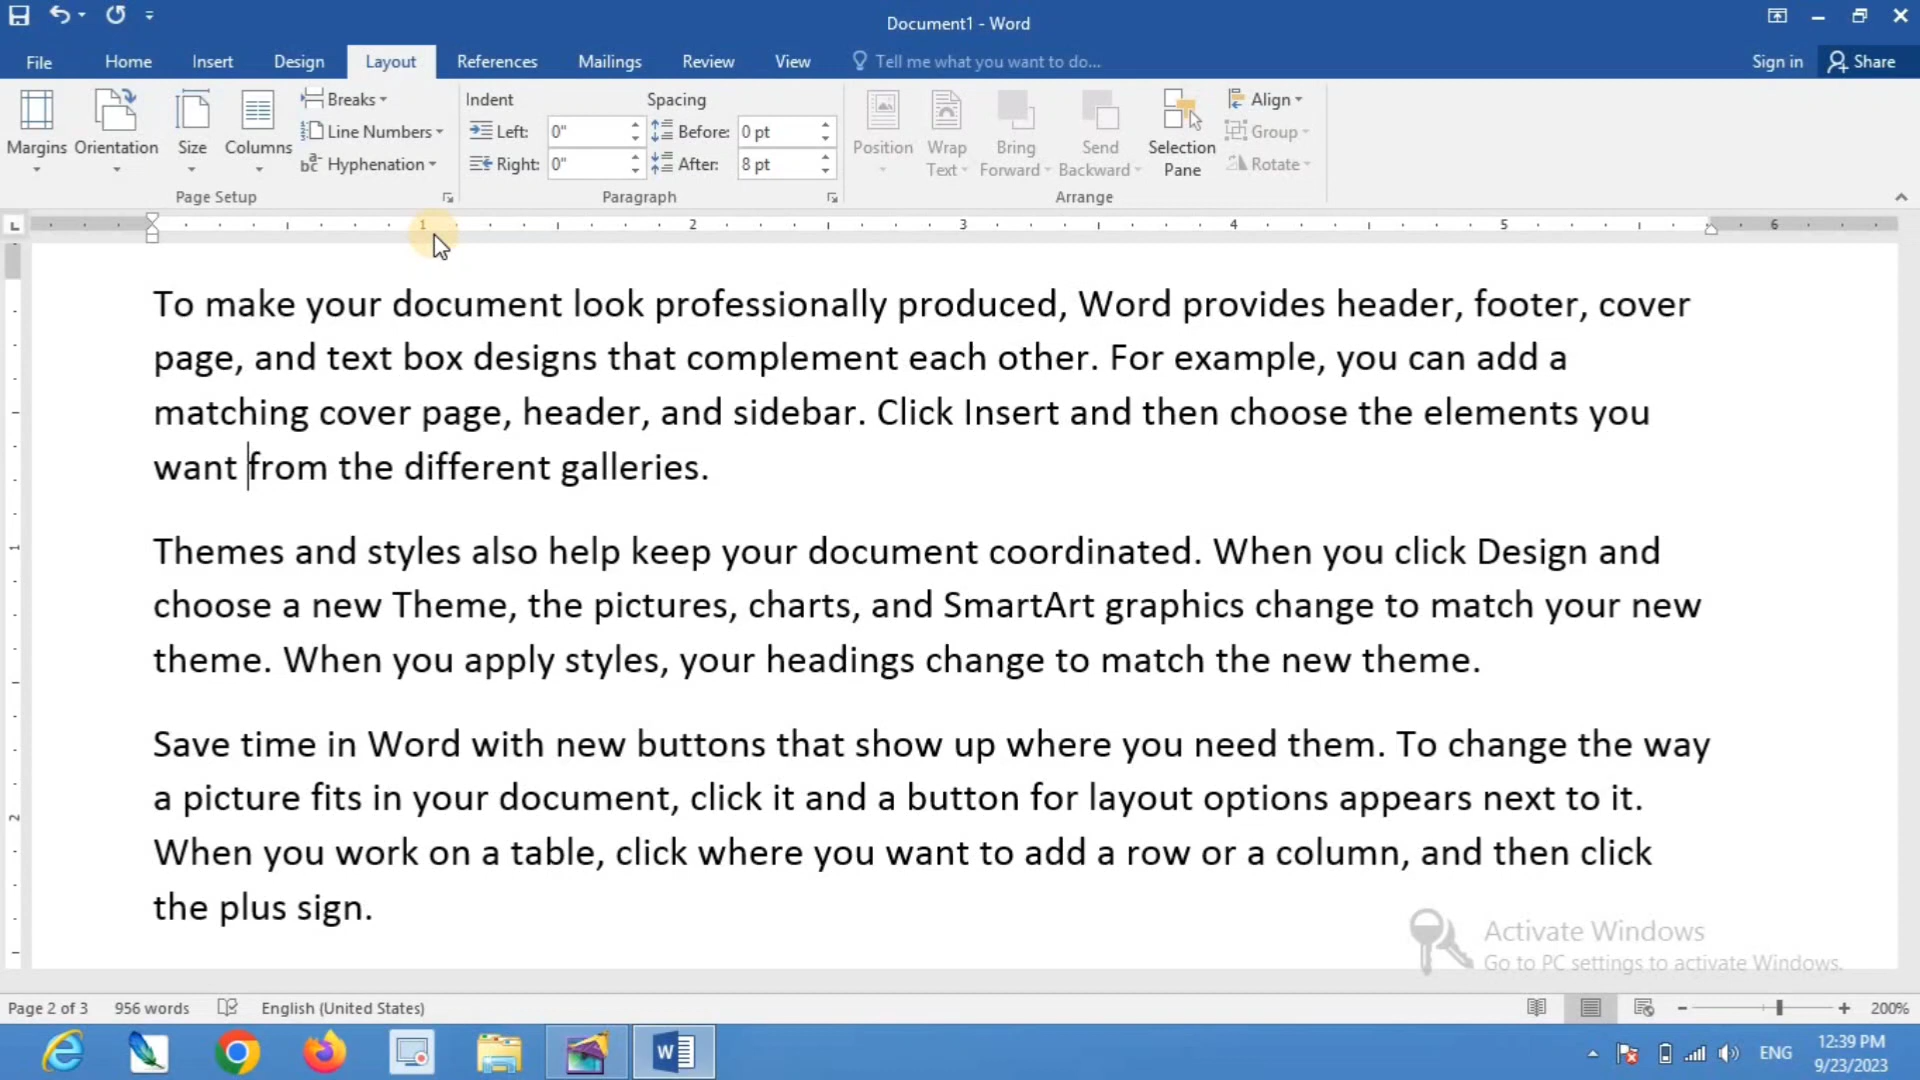 Document1 - Word
File Home Insert Design Layout References Mailings Review View Tell me what you want to do... Sign in Share
Margins Orientation Size Columns Breaks Line Numbers Hyphenation
Page Setup
Indent Spacing
Left: 0" Before: 0 pt
Right: 0" After: 8 pt
Paragraph
Position Wrap Text Bring Forward Send Backward Selection Pane Align Group Rotate
Arrange
1 2 3 4 5 6
To make your document look professionally produced, Word provides header, footer, cover
page, and text box designs that complement each other. For example, you can add a
matching cover page, header, and sidebar. Click Insert and then choose the elements you
want from the different galleries.
Themes and styles also help keep your document coordinated. When you click Design and
choose a new Theme, the pictures, charts, and SmartArt graphics change to match your new
theme. When you apply styles, your headings change to match the new theme.
Save time in Word with new buttons that show up where you need them. To change the way
a picture fits in your document, click it and a button for layout options appears next to it.
When you work on a table, click where you want to add a row or a column, and then click
the plus sign.
1
2
Activate Windows
Go to PC settings to activate Windows.
Page 2 of 3 956 words English (United States) 200%
ENG 12:39 PM
9/23/2023